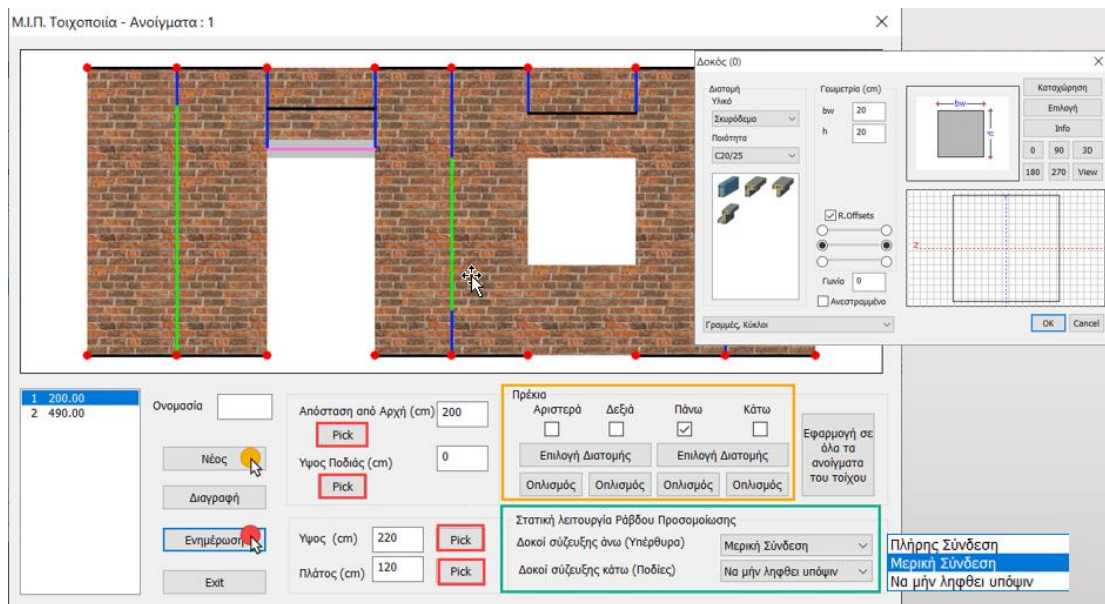 Μ.Ι.Π. Τοιχοποιία - Ανοίγματα : 1
Δοκός (0)
Διατομή
Υλικό
Σκυρόδεμα
Ποιότητα
C20/25
Γραμμές, Κύκλοι
Γεωμετρία (cm)
bw 20
h 20
R.Offsets
Γωνία 0
Ανεστραμμένο
bw
h
Καταχώρηση
Επιλογή
Info
0 90 3D
180 270 View
Y
Z
OK Cancel
1 200.00
2 490.00
Ονομασία
Νέος
Διαγραφή
Ενημέρωση
Exit
Απόσταση από Αρχή (cm) 200
Pick
Υψος Ποδιάς (cm) 0
Pick
Υψος (cm) 220 Pick
Πλάτος (cm) 120 Pick
Πρέκια
Αριστερά Δεξιά Πάνω Κάτω
Επιλογή Διατομής Επιλογή Διατομής
Οπλισμός Οπλισμός Οπλισμός Οπλισμός
Εφαρμογή σε
όλα τα
ανοίγματα
του τοίχου
Στατική λειτουργία Ράβδου Προσομοίωσης
Δοκοί σύζευξης άνω (Υπέρθυρα) Μερική Σύνδεση
Δοκοί σύζευξης κάτω (Ποδίες) Να μήν ληφθει υπόψιν
Πλήρης Σύνδεση
Μερική Σύνδεση
Να μήν ληφθει υπόψιν